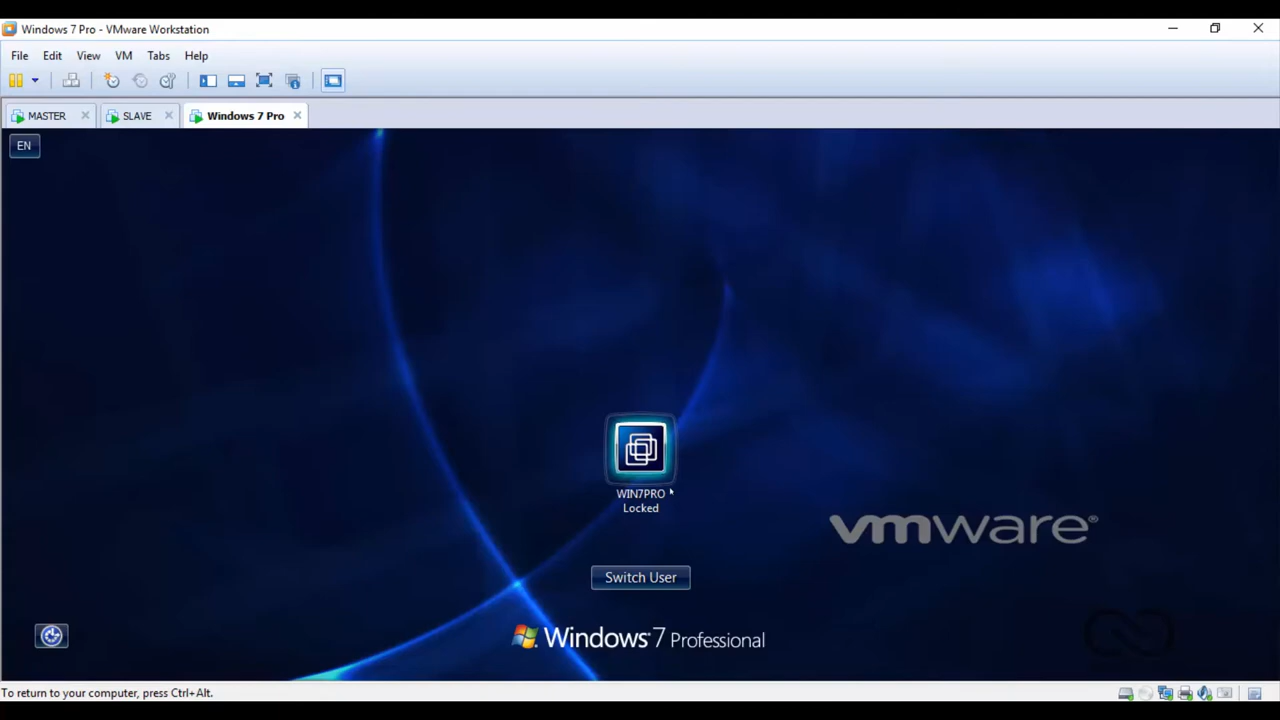 Windows 7 Pro - VMware Workstation
File Edit View VM Tabs Help
MASTER SLAVE Windows 7 Pro
EN
WIN7PRO
Locked
vmware®
Switch User
Windows 7 Professional
To return to your computer, press Ctrl+Alt.